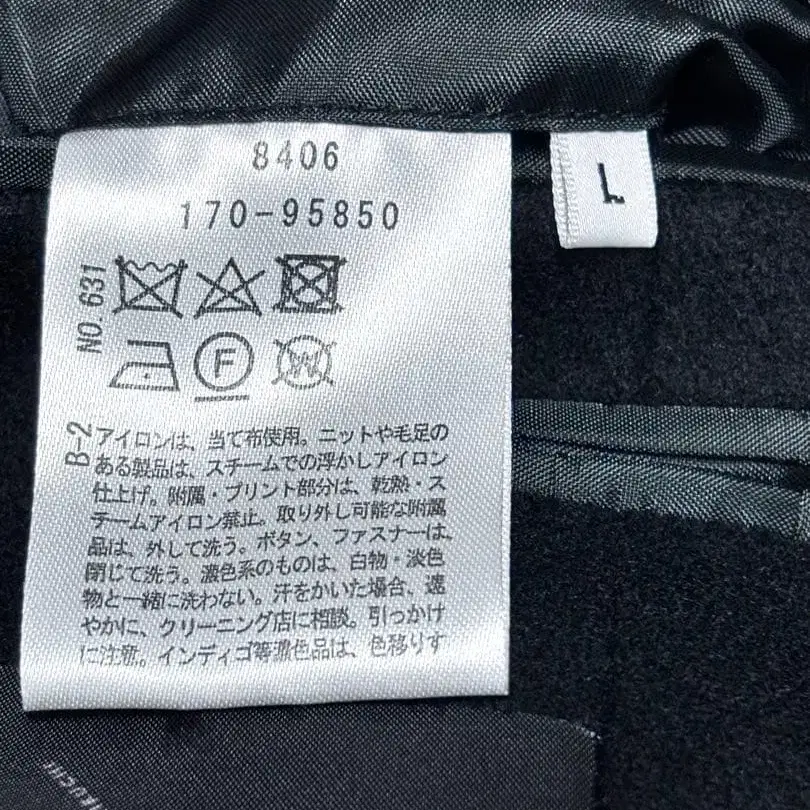 8406
170-95850
L
NO.631
F
W
B-2
アイロンは、当て布使用。ニットや毛足の
ある製品は、スチームでの浮かしアイロン
仕上げ。附属・プリント部分は、乾熱・ス
チームアイロン禁止。取り外し可能な附属
品は、外して洗う。ボタン、ファスナーは、
閉じて洗う。濃色系のものは、白物・淡色
物と一緒に洗わない。汗をかいた場合、速
やかに、クリーニング店に相談。引っかけ
に注意。インディゴ等濃色品は、色移りす